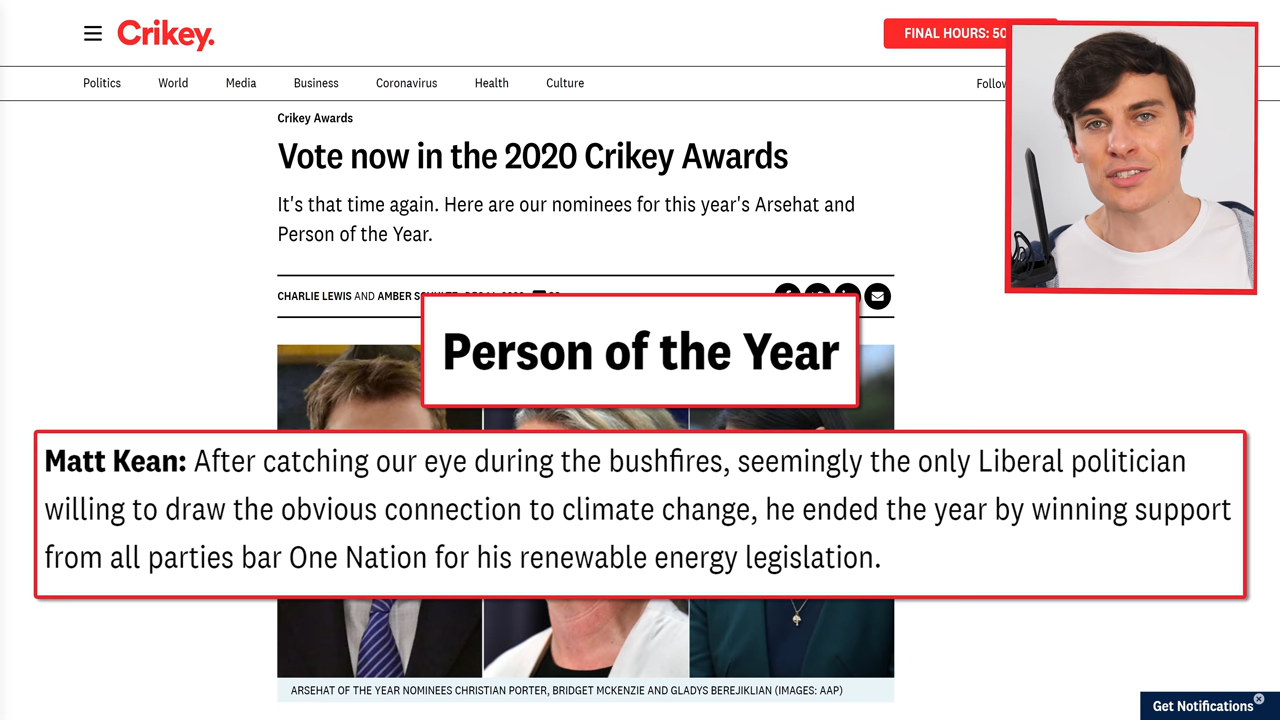 Crikey.
FINAL HOURS: 50
Politics World Media Business Coronavirus Health Culture Follow
Crikey Awards
Vote now in the 2020 Crikey Awards
It's that time again. Here are our nominees for this year's Arsehat and
Person of the Year.
CHARLIE LEWIS AND AMBER
Person of the Year
Matt Kean: After catching our eye during the bushfires, seemingly the only Liberal politician
willing to draw the obvious connection to climate change, he ended the year by winning support
from all parties bar One Nation for his renewable energy legislation.
ARSEHAT OF THE YEAR NOMINEES CHRISTIAN PORTER, BRIDGET MCKENZIE AND GLADYS BEREJIKLIAN (IMAGES: AAP)
Get Notifications